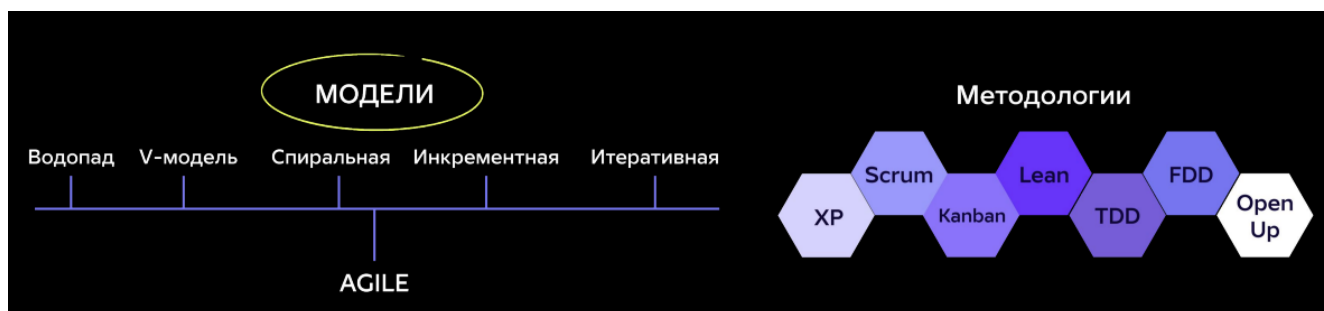 МОДЕЛИ
Водопад
V-модель
Спиральная
Инкрементная
Итеративная
AGILE
Методологии
XP
Scrum
Kanban
Lean
TDD
FDD
Open
Up